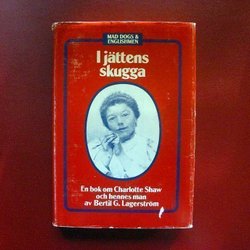 MAD DOGS &
ENGLISHMEN
I jättens
skugga
En bok om Charlotte Shaw
och hennes man
av Bertil G. Lagerström